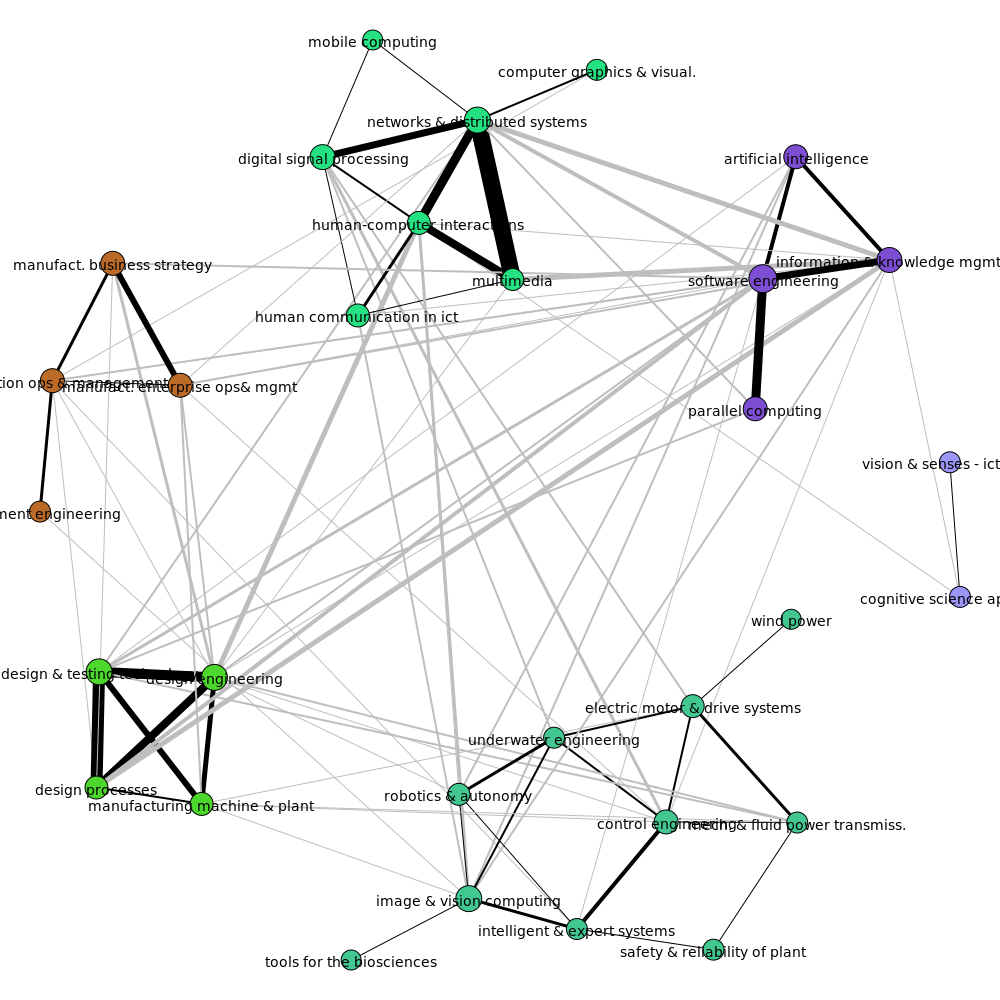 mobile computing
computer graphics & visual.
networks & distributed systems
digital signal processing
artificial intelligence
human-computer interactions
information & knowledge mgmt
manufact. business strategy
multimedia
software engineering
human communication in ict
tion ops & management
manufact. enterprise ops& mgmt
parallel computing
vision & senses - ict
ment engineering
cognitive science ap
wind power
design & testing
design engineering
electric motor & drive systems
underwater engineering
design processes
robotics & autonomy
manufacturing machine & plant
control engineering
mech. & fluid power transmiss.
image & vision computing
intelligent & expert systems
safety & reliability of plant
tools for the biosciences